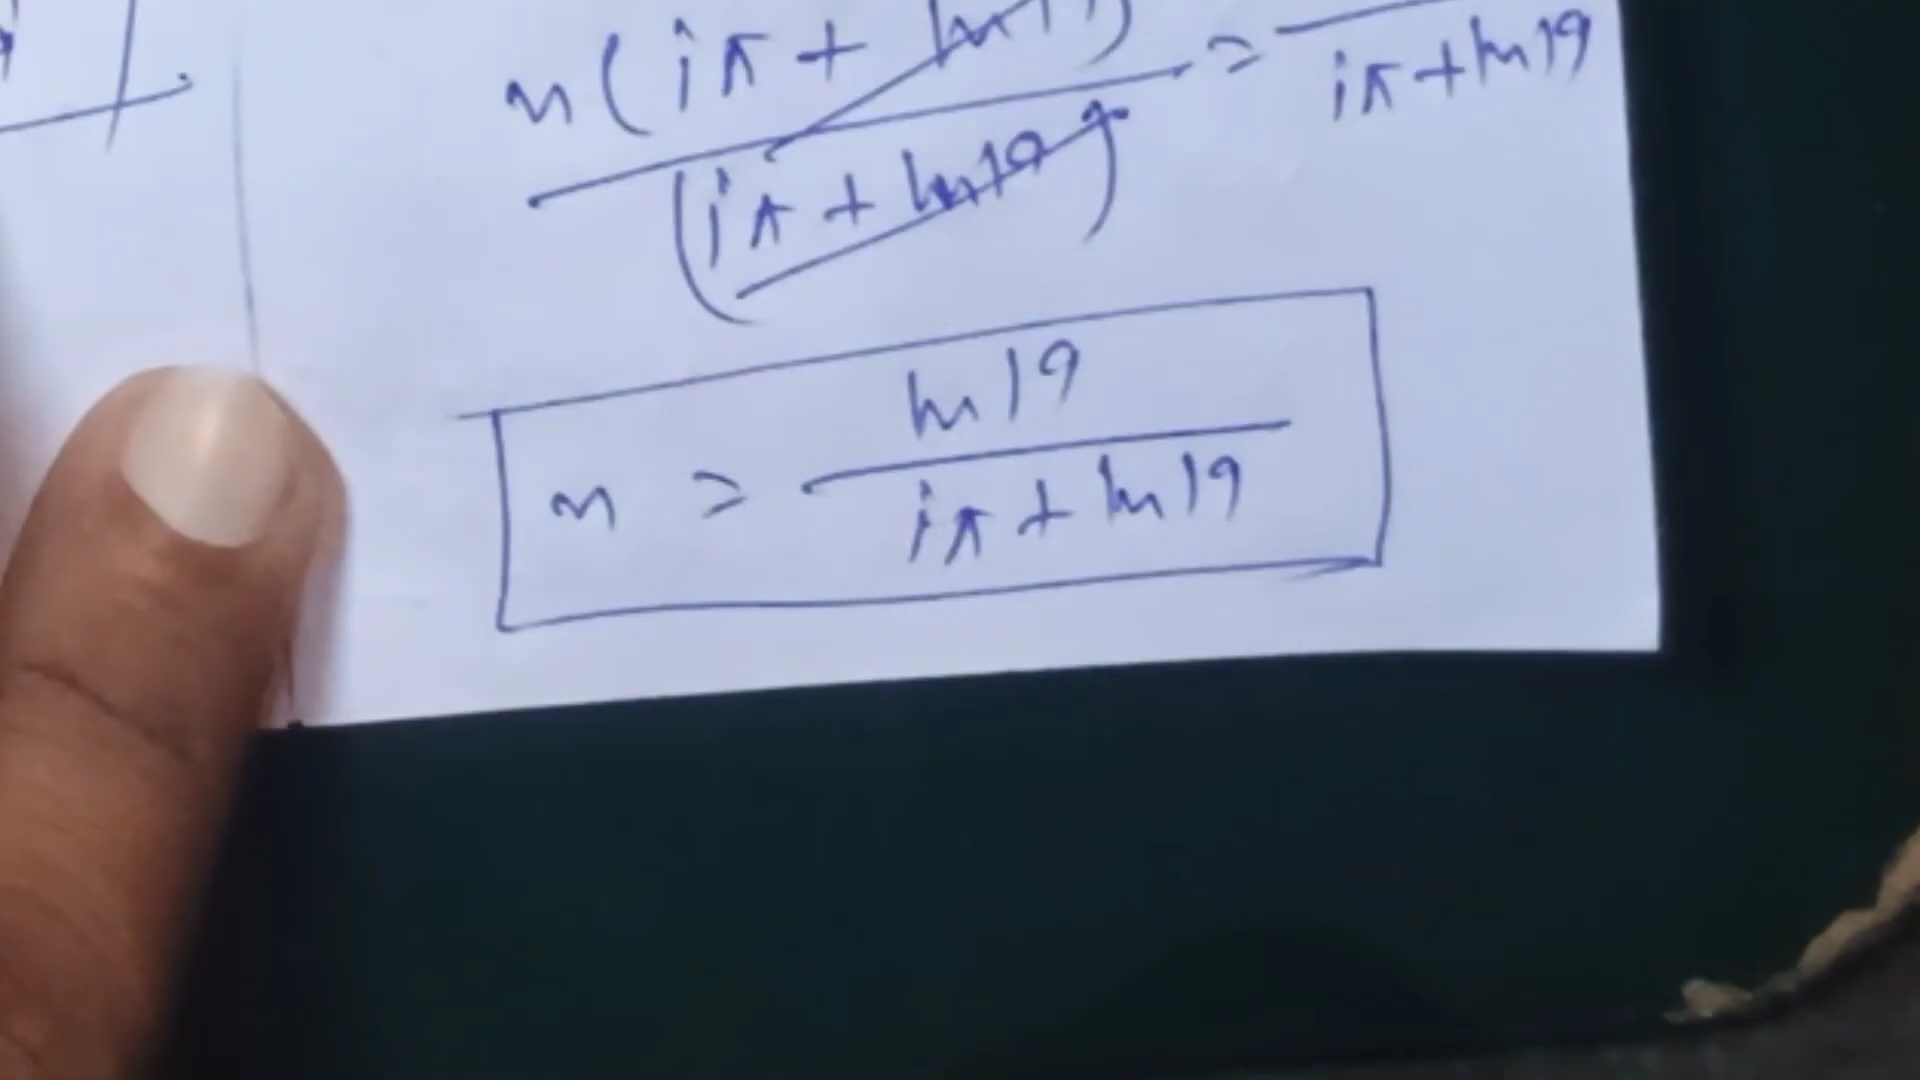 n(iπ + ln19) =
(iπ + ln19) iπ+ln19
n = ln19
iπ + ln19